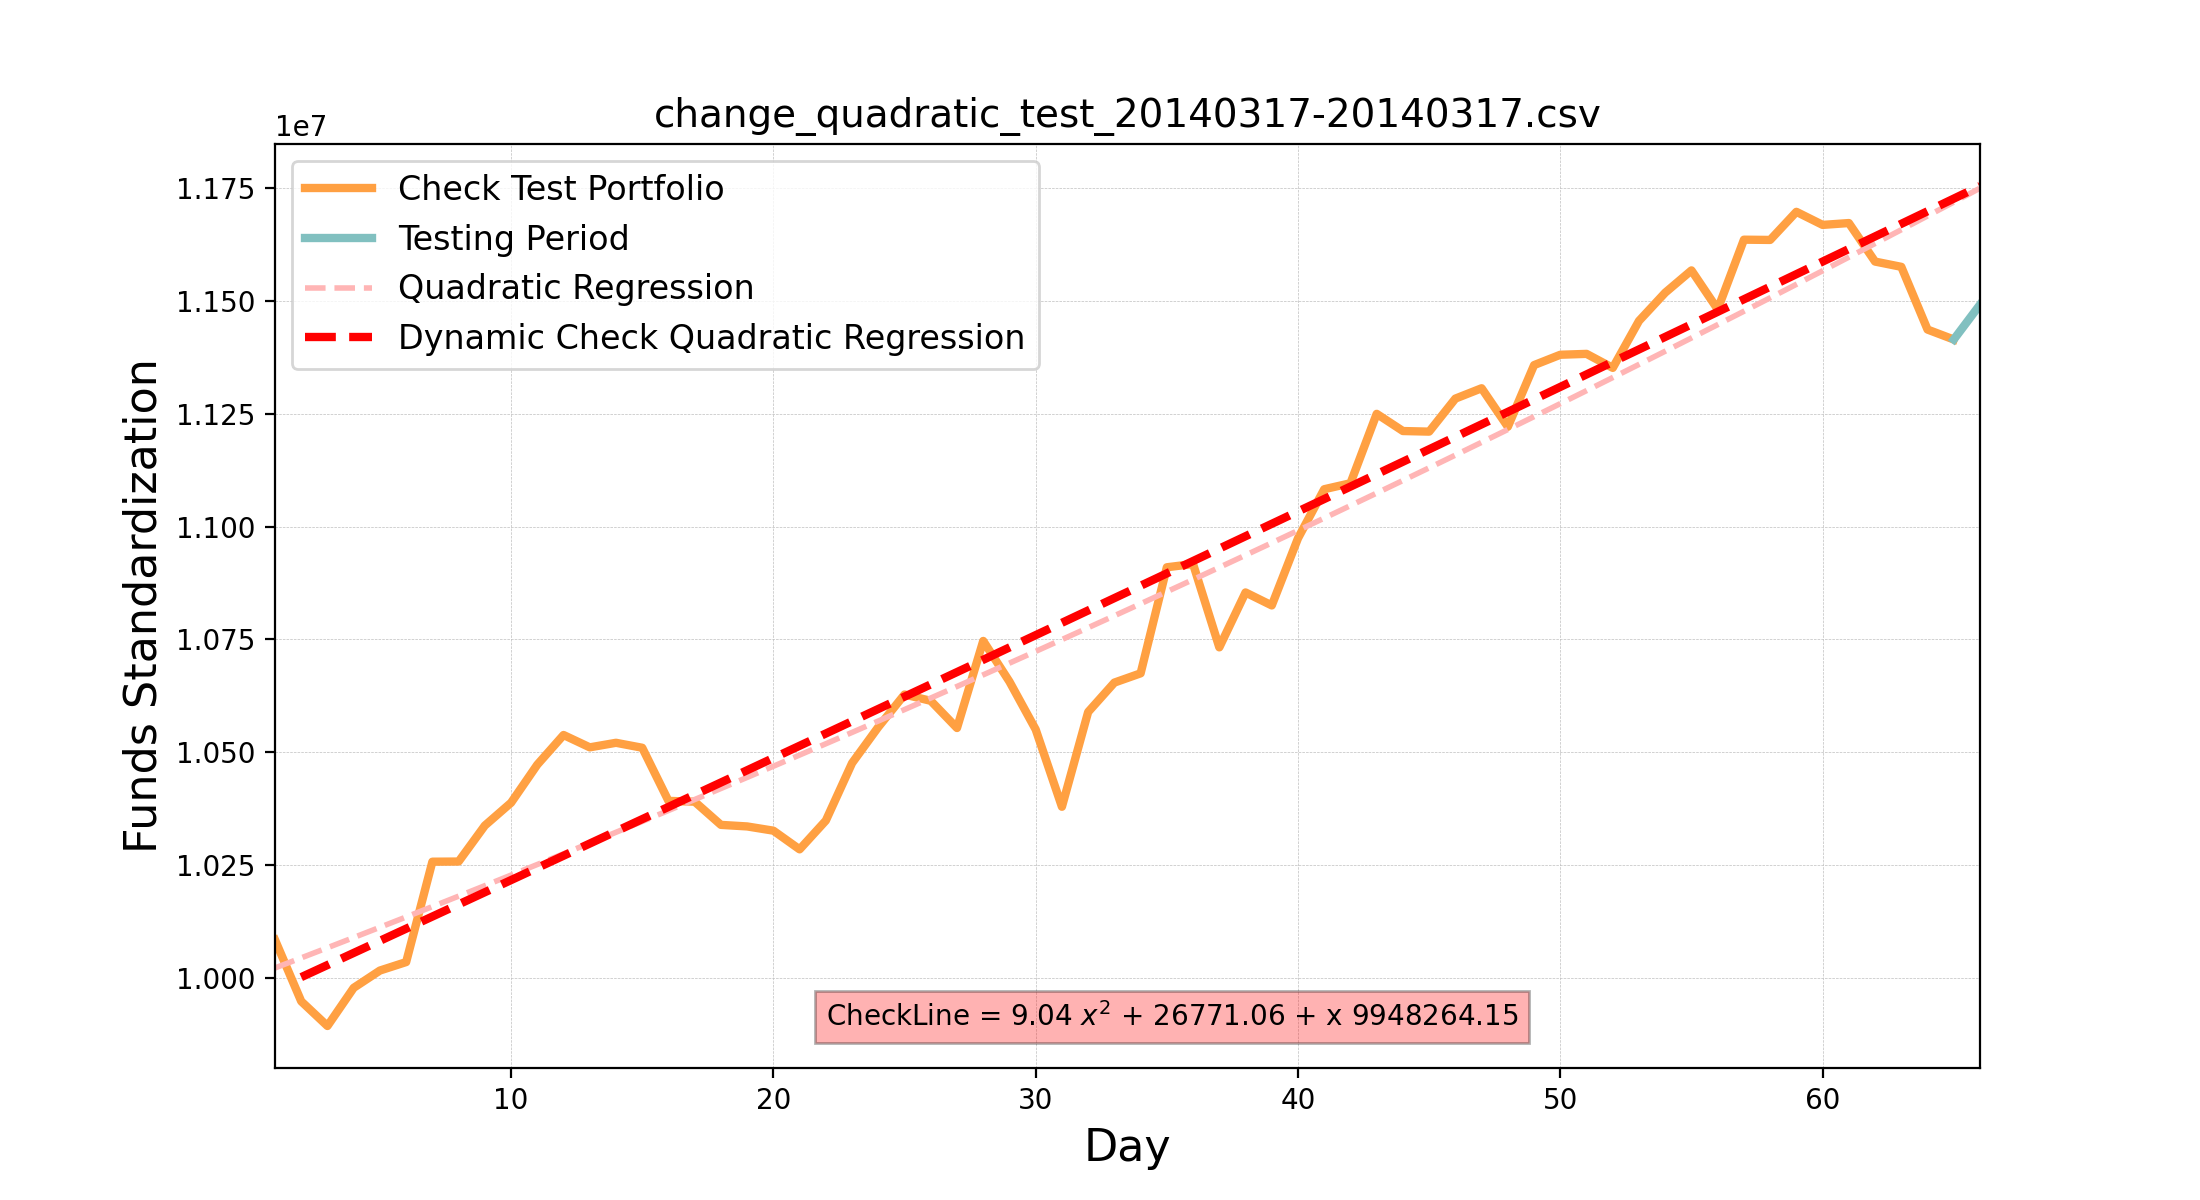 change_quadratic_test_20140317-20140317.csv
1e7
Check Test Portfolio
Testing Period
Quadratic Regression
Dynamic Check Quadratic Regression
1.175
1.150
1.125
1.100
1.075
1.050
1.025
1.000
Funds Standardization
CheckLine = 9.04 x² + 26771.06 + x 9948264.15
10 20 30 40 50 60
Day